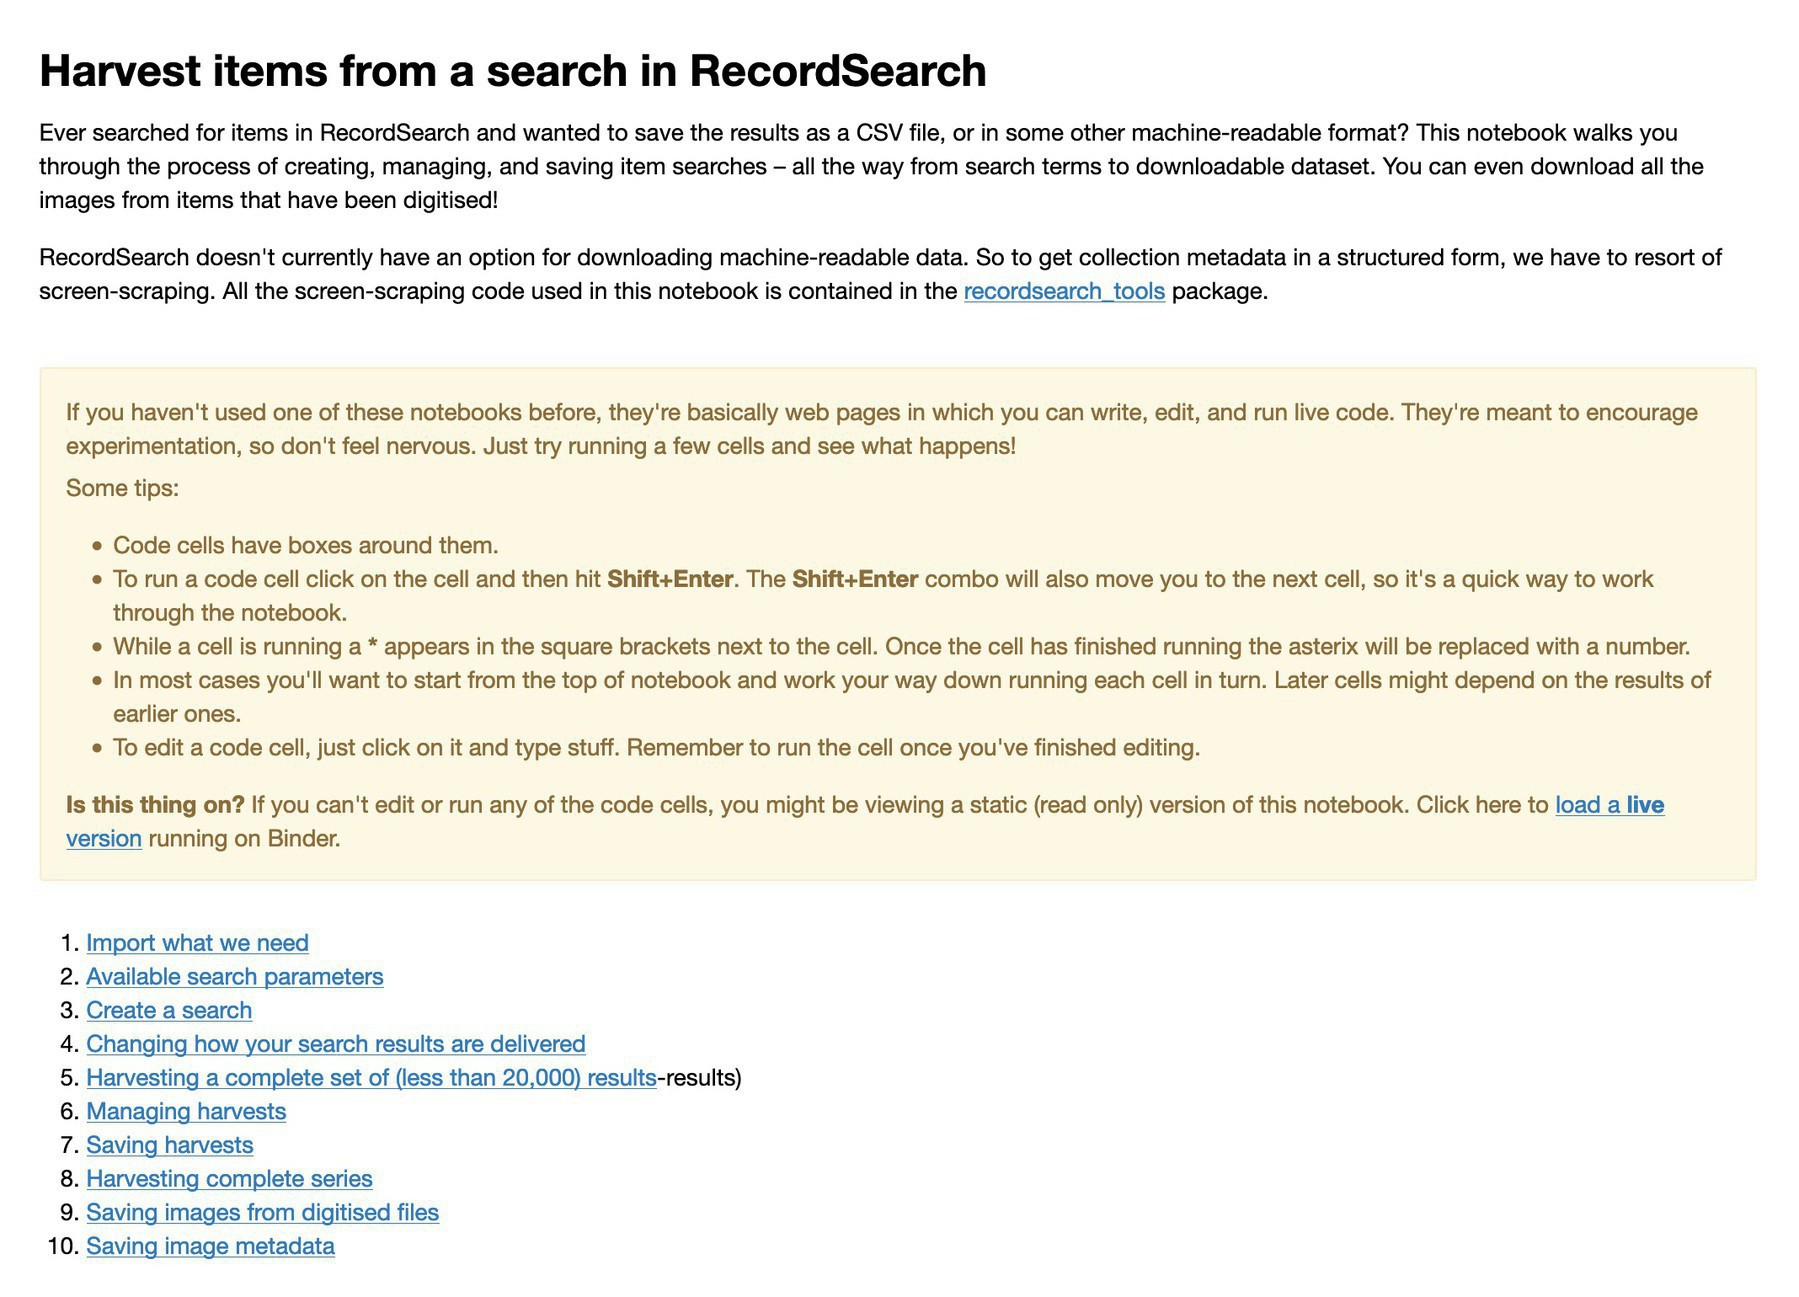 Harvest items from a search in RecordSearch
Ever searched for items in RecordSearch and wanted to save the results as a CSV file, or in some other machine-readable format? This notebook walks you
through the process of creating, managing, and saving item searches – all the way from search terms to downloadable dataset. You can even download all the
images from items that have been digitised!
RecordSearch doesn't currently have an option for downloading machine-readable data. So to get collection metadata in a structured form, we have to resort of
screen-scraping. All the screen-scraping code used in this notebook is contained in the recordsearch_tools package.
If you haven't used one of these notebooks before, they're basically web pages in which you can write, edit, and run live code. They're meant to encourage
experimentation, so don't feel nervous. Just try running a few cells and see what happens!
Some tips:
• Code cells have boxes around them.
• To run a code cell click on the cell and then hit Shift+Enter. The Shift+Enter combo will also move you to the next cell, so it's a quick way to work
through the notebook.
• While a cell is running a * appears in the square brackets next to the cell. Once the cell has finished running the asterix will be replaced with a number.
• In most cases you'll want to start from the top of notebook and work your way down running each cell in turn. Later cells might depend on the results of
earlier ones.
• To edit a code cell, just click on it and type stuff. Remember to run the cell once you've finished editing.
Is this thing on? If you can't edit or run any of the code cells, you might be viewing a static (read only) version of this notebook. Click here to load a live
version running on Binder.
1. Import what we need
2. Available search parameters
3. Create a search
4. Changing how your search results are delivered
5. Harvesting a complete set of (less than 20,000) results-results)
6. Managing harvests
7. Saving harvests
8. Harvesting complete series
9. Saving images from digitised files
10. Saving image metadata